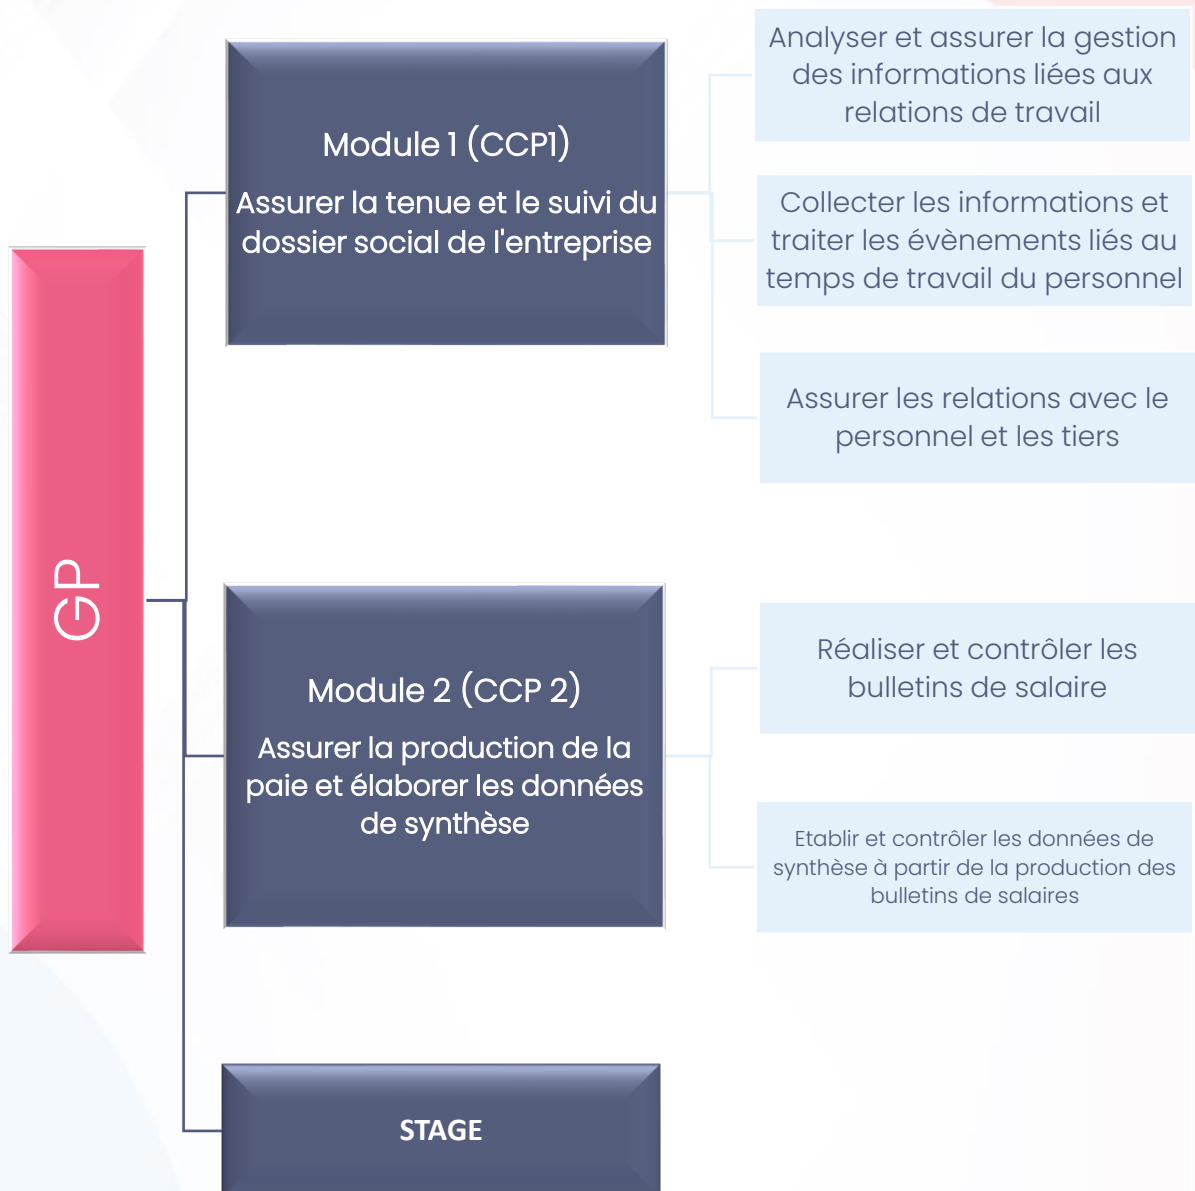 GP
Module 1 (CCP1)
Assurer la tenue et le suivi du
dossier social de l'entreprise
Analyser et assurer la gestion
des informations liées aux
relations de travail
Collecter les informations et
traiter les évènements liés au
temps de travail du personnel
Assurer les relations avec le
personnel et les tiers
Module 2 (CCP 2)
Assurer la production de la
paie et élaborer les données
de synthèse
Réaliser et contrôler les
bulletins de salaire
Etablir et contrôler les données de
synthèse à partir de la production des
bulletins de salaires
STAGE